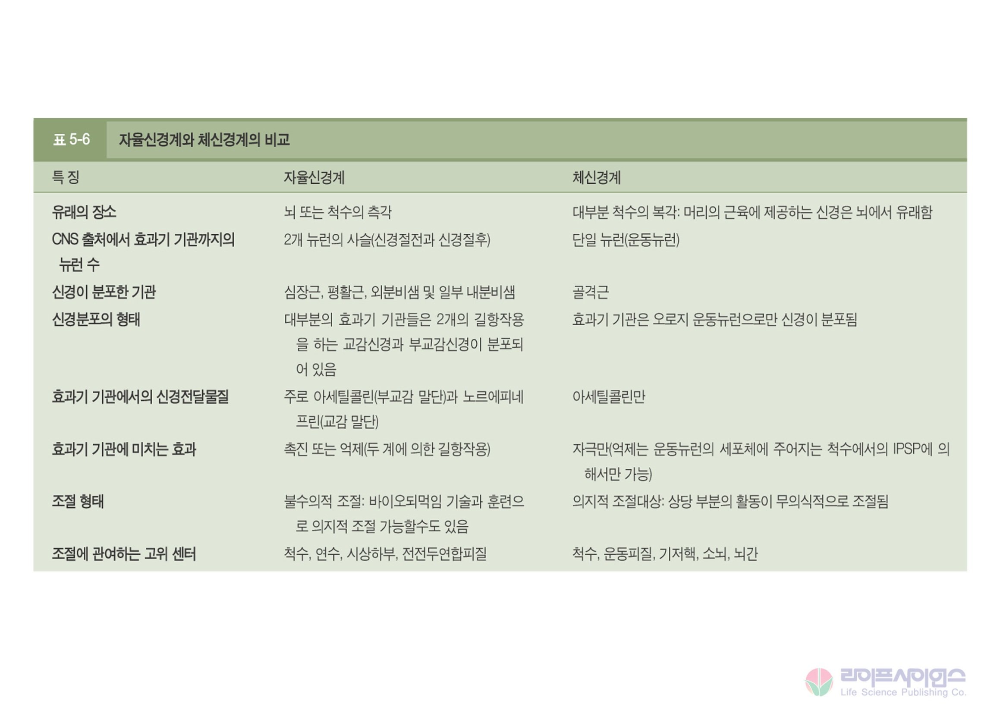 표 5-6 자율신경계와 체신경계의 비교
특 징 자율신경계 체신경계
유래의 장소 뇌 또는 척수의 측각 대부분 척수의 복각: 머리의 근육에 제공하는 신경은 뇌에서 유래함
CNS 출처에서 효과기 기관까지의 2개 뉴런의 사슬(신경절전과 신경절후) 단일 뉴런(운동뉴런)
뉴런 수
신경이 분포한 기관 심장근, 평활근, 외분비샘 및 일부 내분비샘 골격근
신경분포의 형태 대부분의 효과기 기관들은 2개의 길항작용 효과기 기관은 오로지 운동뉴런으로만 신경이 분포됨
을 하는 교감신경과 부교감신경이 분포되
어 있음
효과기 기관에서의 신경전달물질 주로 아세틸콜린(부교감 말단)과 노르에피네 아세틸콜린만
프린(교감 말단)
효과기 기관에 미치는 효과 촉진 또는 억제(두 계에 의한 길항작용) 자극만(억제는 운동뉴런의 세포체에 주어지는 척수에서의 IPSP에 의
해서만 가능)
조절 형태 불수의적 조절: 바이오되먹임 기술과 훈련으 의지적 조절대상: 상당 부분의 활동이 무의식적으로 조절됨
로 의지적 조절 가능할수도 있음
조절에 관여하는 고위 센터 척수, 연수, 시상하부, 전전두연합피질 척수, 운동피질, 기저핵, 소뇌, 뇌간
라이프사이언스
Life Science Publishing Co.